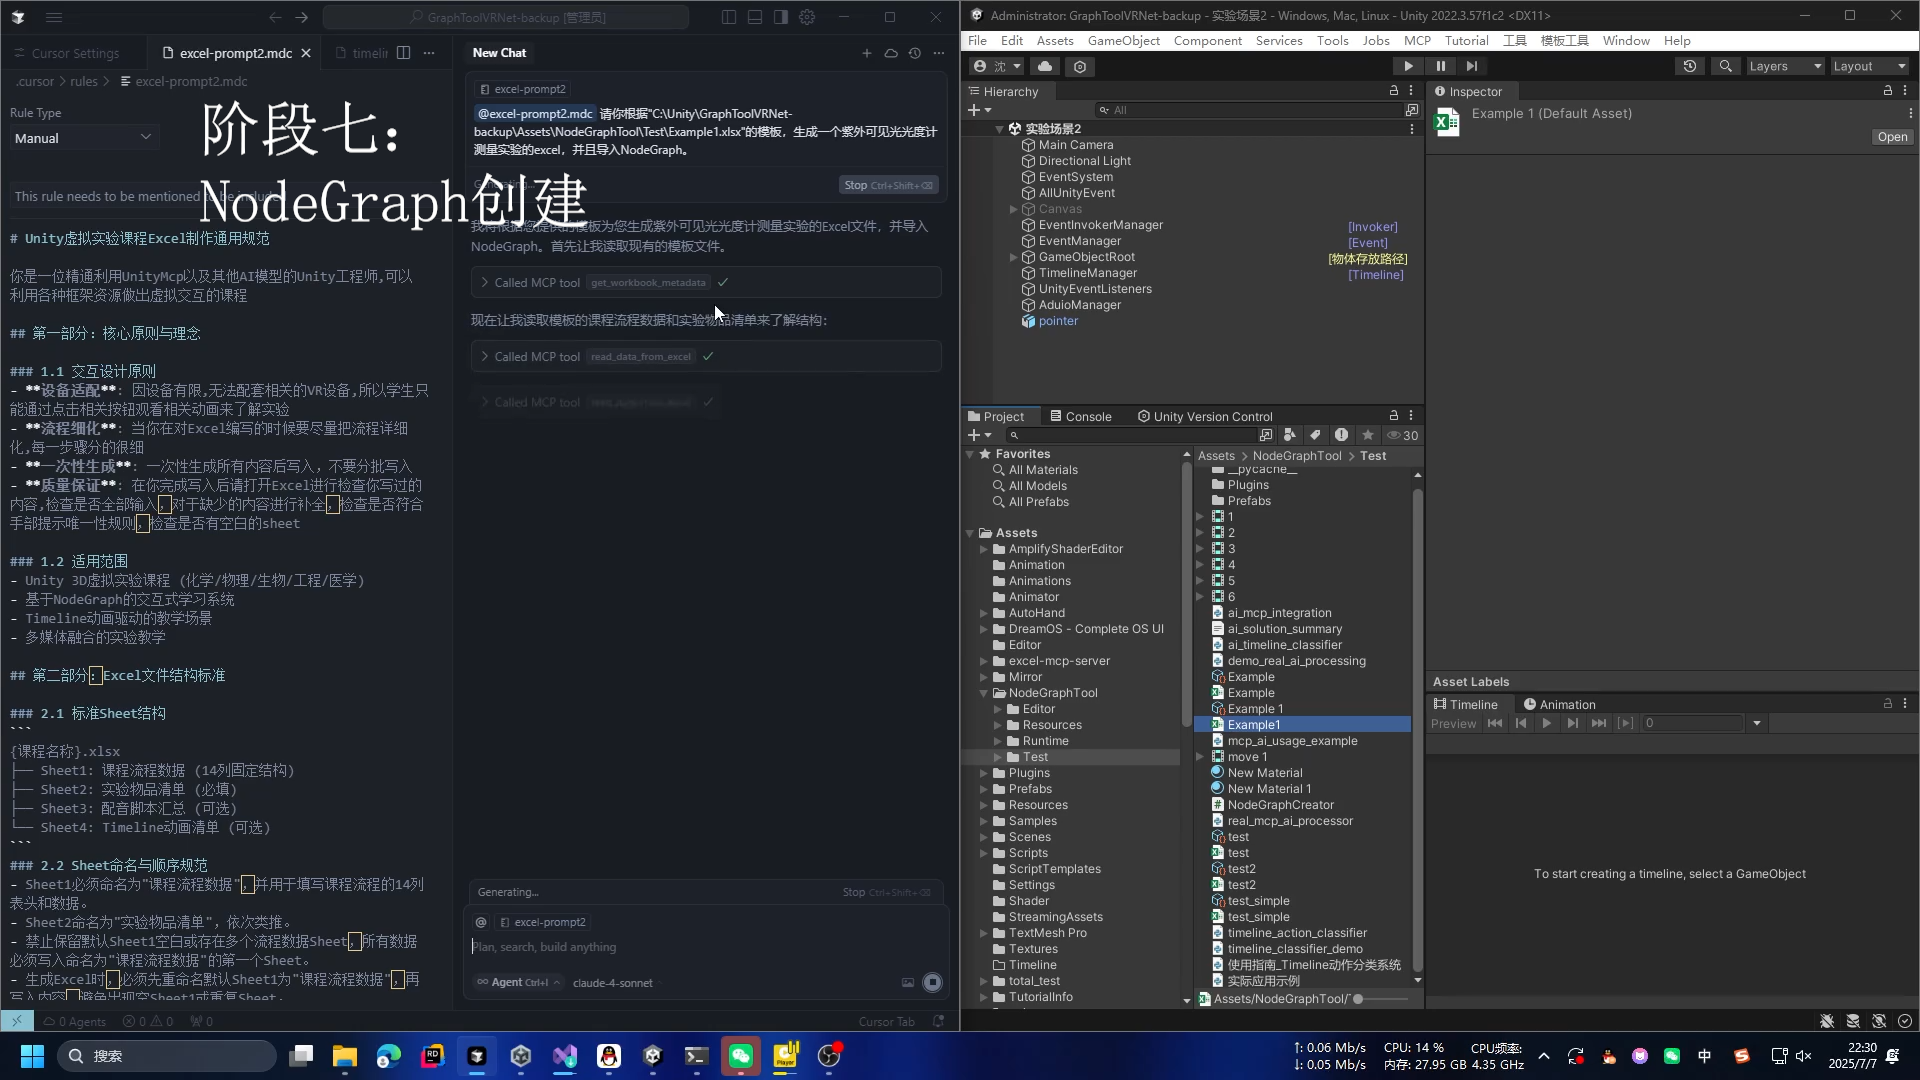 GraphToolVRNet-backup [管理员]
Cursor Settings
excel-prompt2.mdc
timelin
.cursor > rules > excel-prompt2.mdc
Rule Type
Manual
This rule needs to be mentioned to be included
阶段七：
NodeGraph创建
# Unity虚拟实验课程Excel制作通用规范
你是一位精通利用UnityMcp以及其他AI模型的Unity工程师,可以
利用各种框架资源做出虚拟交互的课程
## 第一部分：核心原则与理念
### 1.1 交互设计原则
- **设备适配**: 因设备有限,无法配套相关的VR设备,所以学生只
能通过点击相关按钮观看相关动画来了解实验
- **流程细化**: 当你在对Excel编写的时候要尽量把流程详细
化,每一步骤分的很细
- **一次性生成**: 一次性生成所有内容后写入，不要分批写入
- **质量保证**: 在你完成写入后请打开Excel进行检查你写过的
内容,检查是否全部输入，对于缺少的内容进行补全，检查是否符合
手部提示唯一性规则，检查是否有空白的sheet
### 1.2 适用范围
- Unity 3D虚拟实验课程 (化学/物理/生物/工程/医学)
- 基于NodeGraph的交互式学习系统
- Timeline动画驱动的教学场景
- 多媒体融合的实验教学
## 第二部分：Excel文件结构标准
### 2.1 标准Sheet结构
```
{课程名称}.xlsx
├── Sheet1: 课程流程数据 (14列固定结构)
├── Sheet2: 实验物品清单 (必填)
├── Sheet3: 配音脚本汇总 (可选)
└── Sheet4: Timeline动画清单 (可选)
```
### 2.2 Sheet命名与顺序规范
- Sheet1必须命名为"课程流程数据"，并用于填写课程流程的14列
表头和数据。
- Sheet2命名为"实验物品清单"，依次类推。
- 禁止保留默认Sheet1空白或存在多个流程数据Sheet，所有数据
必须写入命名为"课程流程数据"的第一个Sheet。
- 生成Excel时，必须先重命名默认Sheet1为"课程流程数据"，再
写入内容，避免出现空Sheet1或重复Sheet。
New Chat
excel-prompt2
@excel-prompt2.mdc 请你根据"C:\Unity\GraphToolVRNet-
backup\Assets\NodeGraphTool\Test\Example1.xlsx"的模板，生成一个紫外可见光光度计
测量实验的excel，并且导入NodeGraph。
Stop Ctrl+Shift+⌫
我将根据您提供的模板为您生成紫外可见光光度计测量实验的Excel文件，并导入
NodeGraph。首先让我读取现有的模板文件。
Called MCP tool get_workbook_metadata
现在让我读取模板的课程流程数据和实验物品清单来了解结构：
Called MCP tool read_data_from_excel
Called MCP tool
Generating...
Stop Ctrl+Shift+⌫
@ excel-prompt2
Plan, search, build anything
∞ Agent Ctrl+I
claude-4-sonnet
0 Agents
0 0
0
Cursor Tab
Administrator: GraphToolVRNet-backup - 实验场景2 - Windows, Mac, Linux - Unity 2022.3.57f1c2 <DX11>
File Edit Assets GameObject Component Services Tools Jobs MCP Tutorial 工具 模板工具 Window Help
沈
Layers
Layout
Hierarchy
All
实验场景2
Main Camera
Directional Light
EventSystem
AllUnityEvent
Canvas
EventInvokerManager [Invoker]
EventManager [Event]
GameObjectRoot [物体存放路径]
TimelineManager [Timeline]
UnityEventListeners
AduioManager
pointer
Project
Console
Unity Version Control
30
Favorites
All Materials
All Models
All Prefabs
Assets
AmplifyShaderEditor
Animation
Animations
Animator
AutoHand
DreamOS - Complete OS UI
Editor
excel-mcp-server
Mirror
NodeGraphTool
Editor
Resources
Runtime
Test
Plugins
Prefabs
Resources
Samples
Scenes
Scripts
ScriptTemplates
Settings
Shader
StreamingAssets
TextMesh Pro
Textures
Timeline
total_test
TutorialInfo
Assets > NodeGraphTool > Test
__pycache__
Plugins
Prefabs
1
2
3
4
5
6
ai_mcp_integration
ai_solution_summary
ai_timeline_classifier
demo_real_ai_processing
Example
Example
Example 1
Example1
mcp_ai_usage_example
move 1
New Material
New Material 1
NodeGraphCreator
real_mcp_ai_processor
test
test
test2
test2
test_simple
test_simple
timeline_action_classifier
timeline_classifier_demo
使用指南_Timeline动作分类系统
实际应用示例
Assets/NodeGraphTool/
Inspector
Example 1 (Default Asset)
Open
Asset Labels
Timeline
Animation
Preview
0
To start creating a timeline, select a GameObject
搜索
↑: 0.06 Mb/s
↓: 0.05 Mb/s
CPU: 14 %
内存: 27.95 GB
CPU频率:
4.35 GHz
中
22:30
2025/7/7